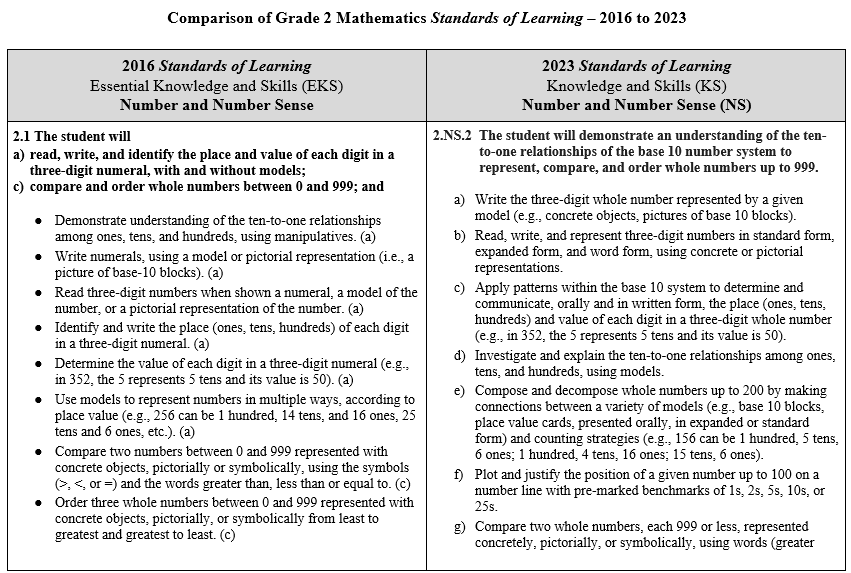 Comparison of Grade 2 Mathematics Standards of Learning – 2016 to 2023
2016 Standards of Learning
Essential Knowledge and Skills (EKS)
Number and Number Sense
2.1 The student will
a) read, write, and identify the place and value of each digit in a
three-digit numeral, with and without models;
c) compare and order whole numbers between 0 and 999; and
● Demonstrate understanding of the ten-to-one relationships
among ones, tens, and hundreds, using manipulatives. (a)
● Write numerals, using a model or pictorial representation (i.e., a
picture of base-10 blocks). (a)
● Read three-digit numbers when shown a numeral, a model of the
number, or a pictorial representation of the number. (a)
● Identify and write the place (ones, tens, hundreds) of each digit
in a three-digit numeral. (a)
● Determine the value of each digit in a three-digit numeral (e.g.,
in 352, the 5 represents 5 tens and its value is 50). (a)
● Use models to represent numbers in multiple ways, according to
place value (e.g., 256 can be 1 hundred, 14 tens, and 16 ones, 25
tens and 6 ones, etc.). (a)
● Compare two numbers between 0 and 999 represented with
concrete objects, pictorially or symbolically, using the symbols
(>, <, or =) and the words greater than, less than or equal to. (c)
● Order three whole numbers between 0 and 999 represented with
concrete objects, pictorially, or symbolically from least to
greatest and greatest to least. (c)
2023 Standards of Learning
Knowledge and Skills (KS)
Number and Number Sense (NS)
2.NS.2 The student will demonstrate an understanding of the ten-
to-one relationships of the base 10 number system to
represent, compare, and order whole numbers up to 999.
a) Write the three-digit whole number represented by a given
model (e.g., concrete objects, pictures of base 10 blocks).
b) Read, write, and represent three-digit numbers in standard form,
expanded form, and word form, using concrete or pictorial
representations.
c) Apply patterns within the base 10 system to determine and
communicate, orally and in written form, the place (ones, tens,
hundreds) and value of each digit in a three-digit whole number
(e.g., in 352, the 5 represents 5 tens and its value is 50).
d) Investigate and explain the ten-to-one relationships among ones,
tens, and hundreds, using models.
e) Compose and decompose whole numbers up to 200 by making
connections between a variety of models (e.g., base 10 blocks,
place value cards, presented orally, in expanded or standard
form) and counting strategies (e.g., 156 can be 1 hundred, 5 tens,
6 ones; 1 hundred, 4 tens, 16 ones; 15 tens, 6 ones).
f) Plot and justify the position of a given number up to 100 on a
number line with pre-marked benchmarks of 1s, 2s, 5s, 10s, or
25s.
g) Compare two whole numbers, each 999 or less, represented
concretely, pictorially, or symbolically, using words (greater